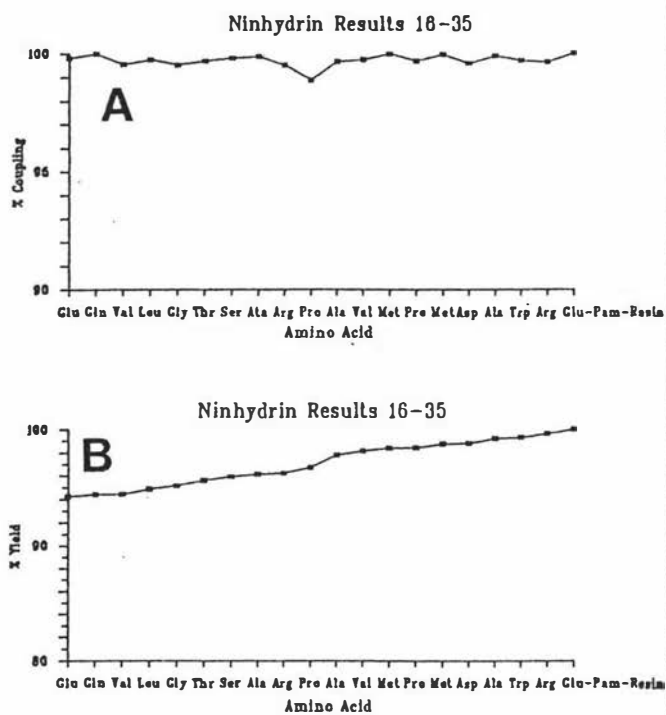 Ninhydrin Results 16-35
100
A
95
90
% Coupling
Glu Gln Val Leu Gly Thr Ser Ala Arg Pro Ala Val Met Pro Met Asp Ala Trp Arg Glu-Pam-Resin
Amino Acid
Ninhydrin Results 16-35
100
B
90
80
% Yield
Glu Gln Val Leu Gly Thr Ser Ala Arg Pro Ala Val Met Pro Met Asp Ala Trp Arg Glu-Pam-Resin
Amino Acid